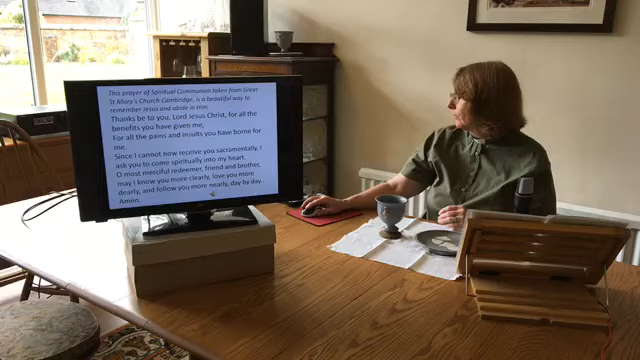 This prayer of Spiritual Communion taken from Great
St Mary's Church Cambridge, is a beautiful way to
remember Jesus and abide in Him
Thanks be to you, Lord Jesus Christ, for all the
benefits you have given me,
For all the pains and insults you have borne for
me.
Since I cannot now receive you sacramentally, I
ask you to come spiritually into my heart.
O most merciful redeemer, friend and brother,
may I know you more clearly, love you more
dearly, and follow you more nearly, day by day .
Amen.